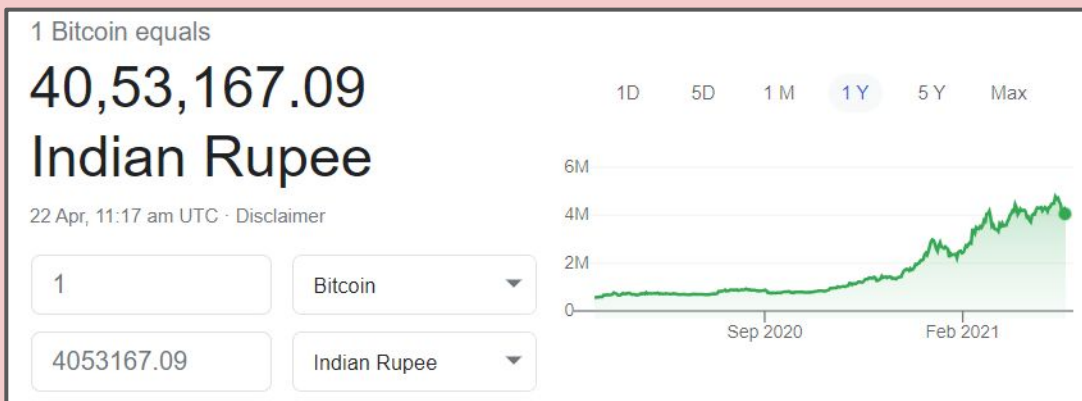 1 Bitcoin equals
40,53,167.09
Indian Rupee
22 Apr, 11:17 am UTC · Disclaimer
1 Bitcoin
4053167.09 Indian Rupee
1D 5D 1 M 1 Y 5 Y Max
6M
4M
2M
0
Sep 2020 Feb 2021